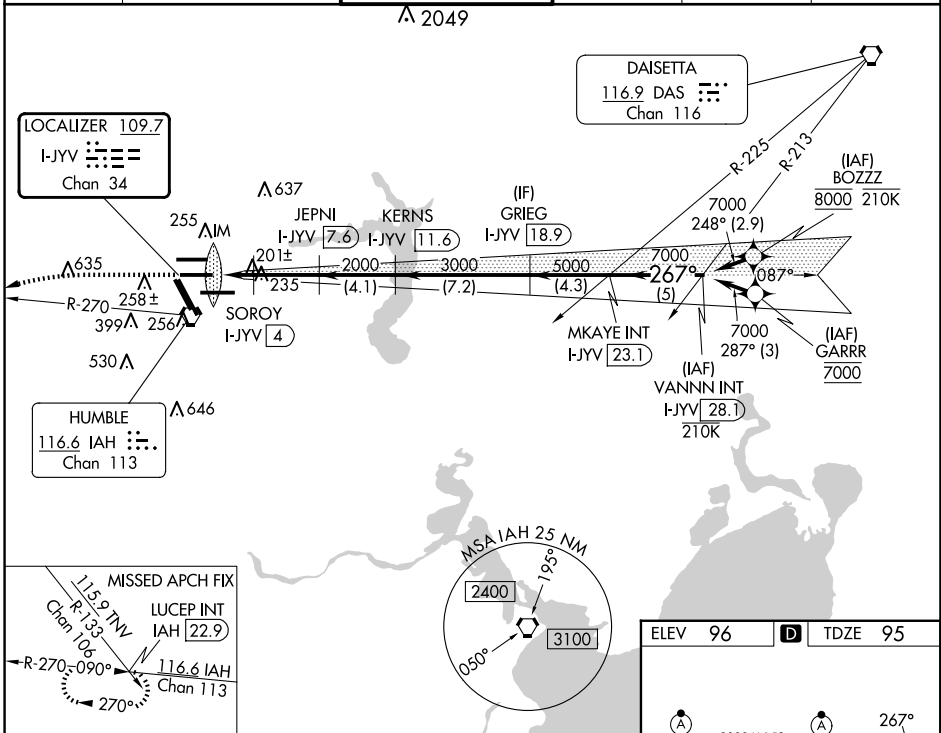 2049
DAISETTA
116.9 DAS
Chan 116
LOCALIZER 109.7
I-JYV
Chan 34
R-225
R-213
(IAF)
BOZZZ
8000 210K
7000
248° (2.9)
637
(IF)
GRIEG
I-JYV 18.9
JEPNI
I-JYV 7.6
KERNS
I-JYV 11.6
255
IM
201±
235
635
2000
(4.1)
3000
(7.2)
5000
(4.3)
7000
267°
(5)
087°
R-270
258±
399
256
SOROY
I-JYV 4
530
MKAYE INT
I-JYV 23.1
7000
287° (3)
(IAF)
GARRR
7000
(IAF)
VANNN INT
I-JYV 28.1
210K
646
HUMBLE
116.6 IAH
Chan 113
MSA IAH 25 NM
195°
2400
3100
050°
MISSED APCH FIX
115.9 TNV
R-133
Chan 106
LUCEP INT
IAH 22.9
R-270
090°
116.6 IAH
Chan 113
270°
ELEV 96
D
TDZE 95
A
A
267°